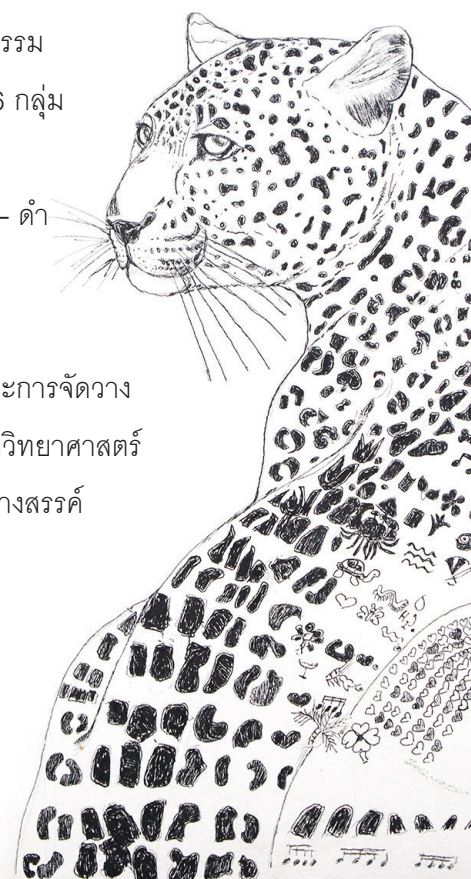 รรม
6 กลุ่ม
– ดำ
ะการจัดวาง
วิทยาศาสตร์
างสรรค์